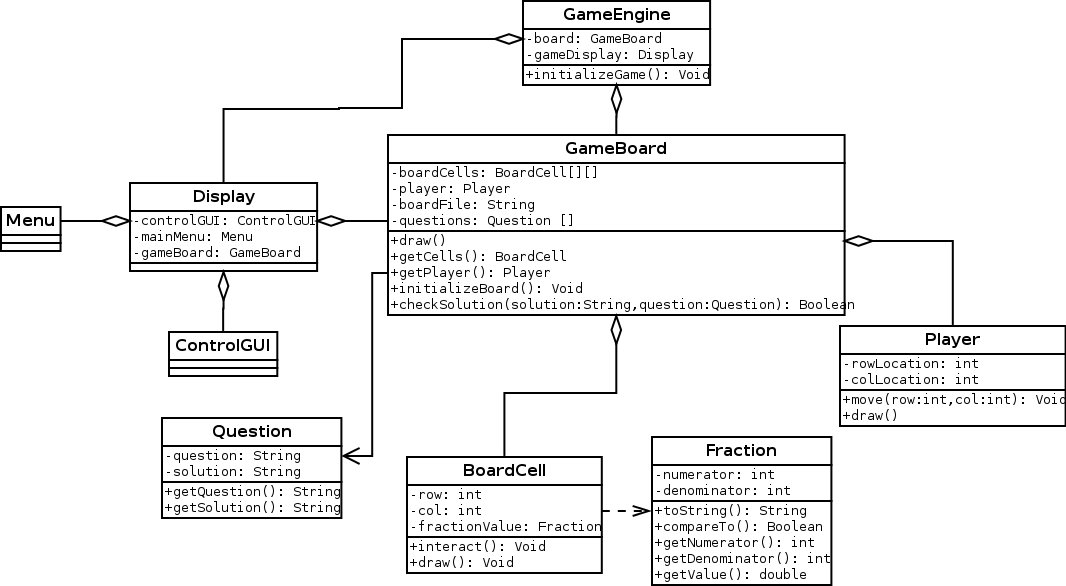 GameEngine
-board: GameBoard
-gameDisplay: Display
+initializeGame(): Void
GameBoard
-boardCells: BoardCell[][]
-player: Player
-boardFile: String
-questions: Question []
+draw()
+getCells(): BoardCell
+getPlayer(): Player
+initializeBoard(): Void
+checkSolution(solution:String,question:Question): Boolean
Menu
Display
-controlGUI: ControlGUI
-mainMenu: Menu
-gameBoard: GameBoard
ControlGUI
Player
-rowLocation: int
-colLocation: int
+move(row:int,col:int): Void
+draw()
Question
-question: String
-solution: String
+getQuestion(): String
+getSolution(): String
BoardCell
-row: int
-col: int
-fractionValue: Fraction
+interact(): Void
+draw(): Void
Fraction
-numerator: int
-denominator: int
+toString(): String
+compareTo(): Boolean
+getNumerator(): int
+getDenominator(): int
+getValue(): double